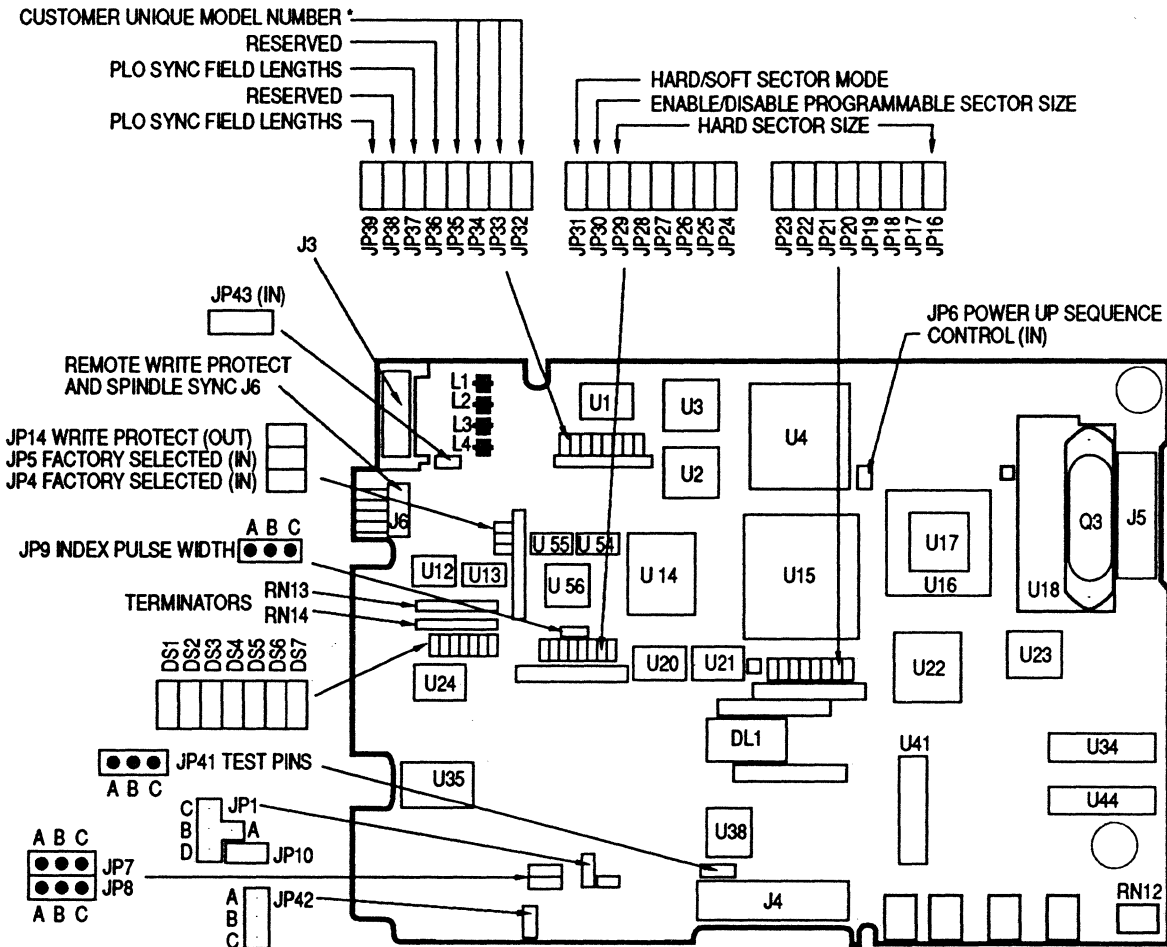 CUSTOMER UNIQUE MODEL NUMBER *
RESERVED
PLO SYNC FIELD LENGTHS
RESERVED
PLO SYNC FIELD LENGTHS
HARD/SOFT SECTOR MODE
ENABLE/DISABLE PROGRAMMABLE SECTOR SIZE
HARD SECTOR SIZE
JP39
JP38
JP37
JP36
JP35
JP34
JP33
JP32
JP31
JP30
JP29
JP28
JP27
JP26
JP25
JP24
JP23
JP22
JP21
JP20
JP19
JP18
JP17
JP16
J3
JP43 (IN)
JP6 POWER UP SEQUENCE
CONTROL (IN)
REMOTE WRITE PROTECT
AND SPINDLE SYNC J6
L1
L2
L3
L4
U1
U3
U4
U2
JP14 WRITE PROTECT (OUT)
JP5 FACTORY SELECTED (IN)
JP4 FACTORY SELECTED (IN)
J6
A B C
JP9 INDEX PULSE WIDTH
U 55
U 54
U12
U13
U 56
U 14
U15
U17
U16
U18
Q3
J5
TERMINATORS
RN13
RN14
DS1
DS2
DS3
DS4
DS5
DS6
DS7
U24
U20
U21
U22
U23
DL1
U41
U34
U44
JP41 TEST PINS
A B C
U35
C
B
D
A
JP1
JP10
U38
A B C
JP7
JP8
A B C
A
B
C
JP42
J4
RN12